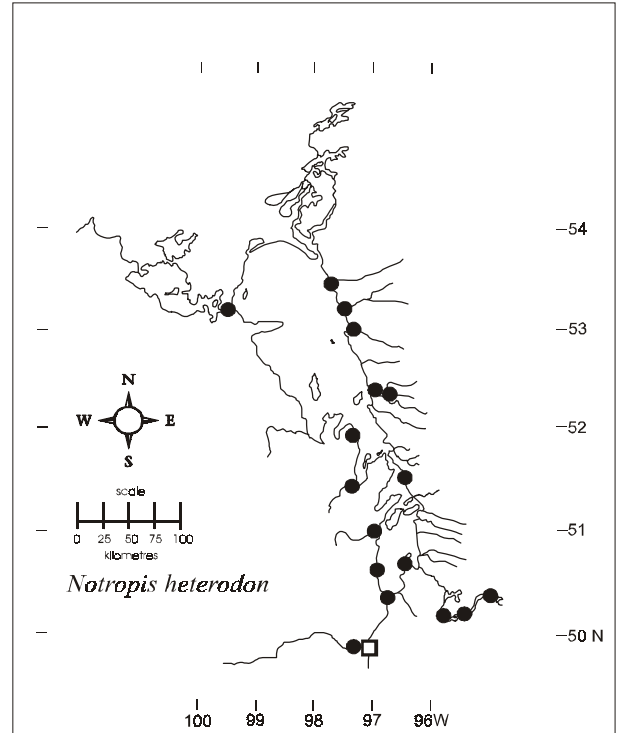 –54
–53
N
W E
S
–52
scale
0 25 50 75 100
kilometres
–51
Notropis heterodon
–50 N
100 99 98 97 96W